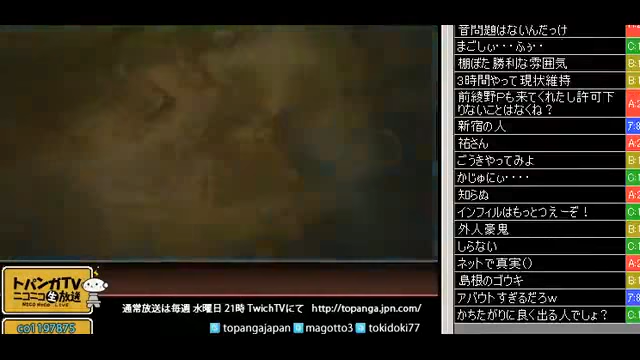 音問題はないんだっけ
まごしぃ・・・ふぅ・・
棚ぼた勝利な雰囲気
3時間やって現状維持
前綾野Pも来てくれたし許可下
りないことはなくね?
新宿の人
祐さん
ごうきやってみよ
かじゅにぃ・・・・
知らぬ
インフィルはもっとつえーぞ!
外人豪鬼
しらない
ネットで真実()
島根のゴウキ
アバウトすぎるだろw
かちたがりに良く出る人でしょ?
トパンガTV
ニコニコ生放送
NICO NICO LIVE
co1197875
通常放送は毎週 水曜日 21時 TwichTVにて http://topanga.jpn.com/
topangajapan magotto3 tokidoki77